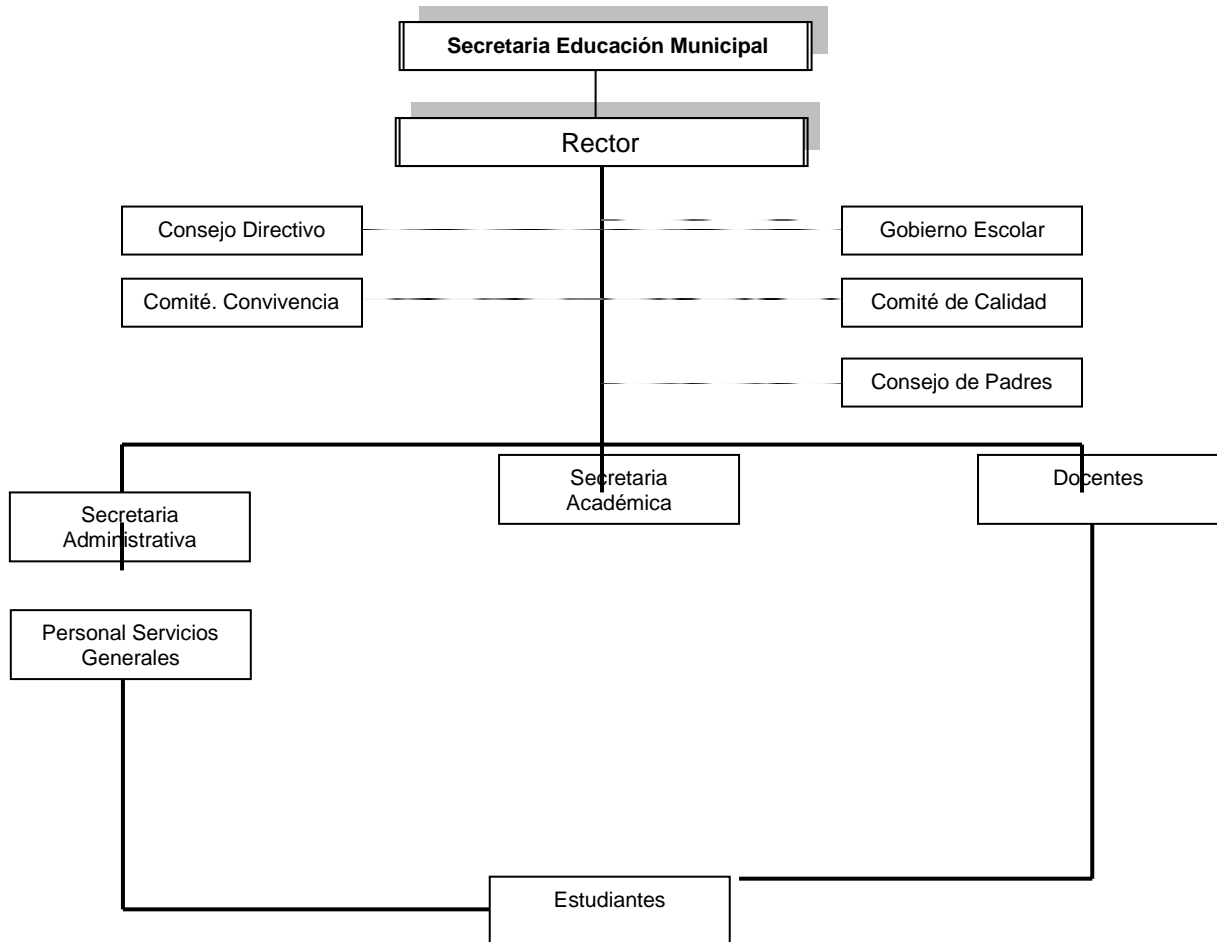 Secretaria Educación Municipal
Rector
Consejo Directivo
Gobierno Escolar
Comité. Convivencia
Comité de Calidad
Consejo de Padres
Secretaria
Académica
Docentes
Secretaria
Administrativa
Personal Servicios
Generales
Estudiantes